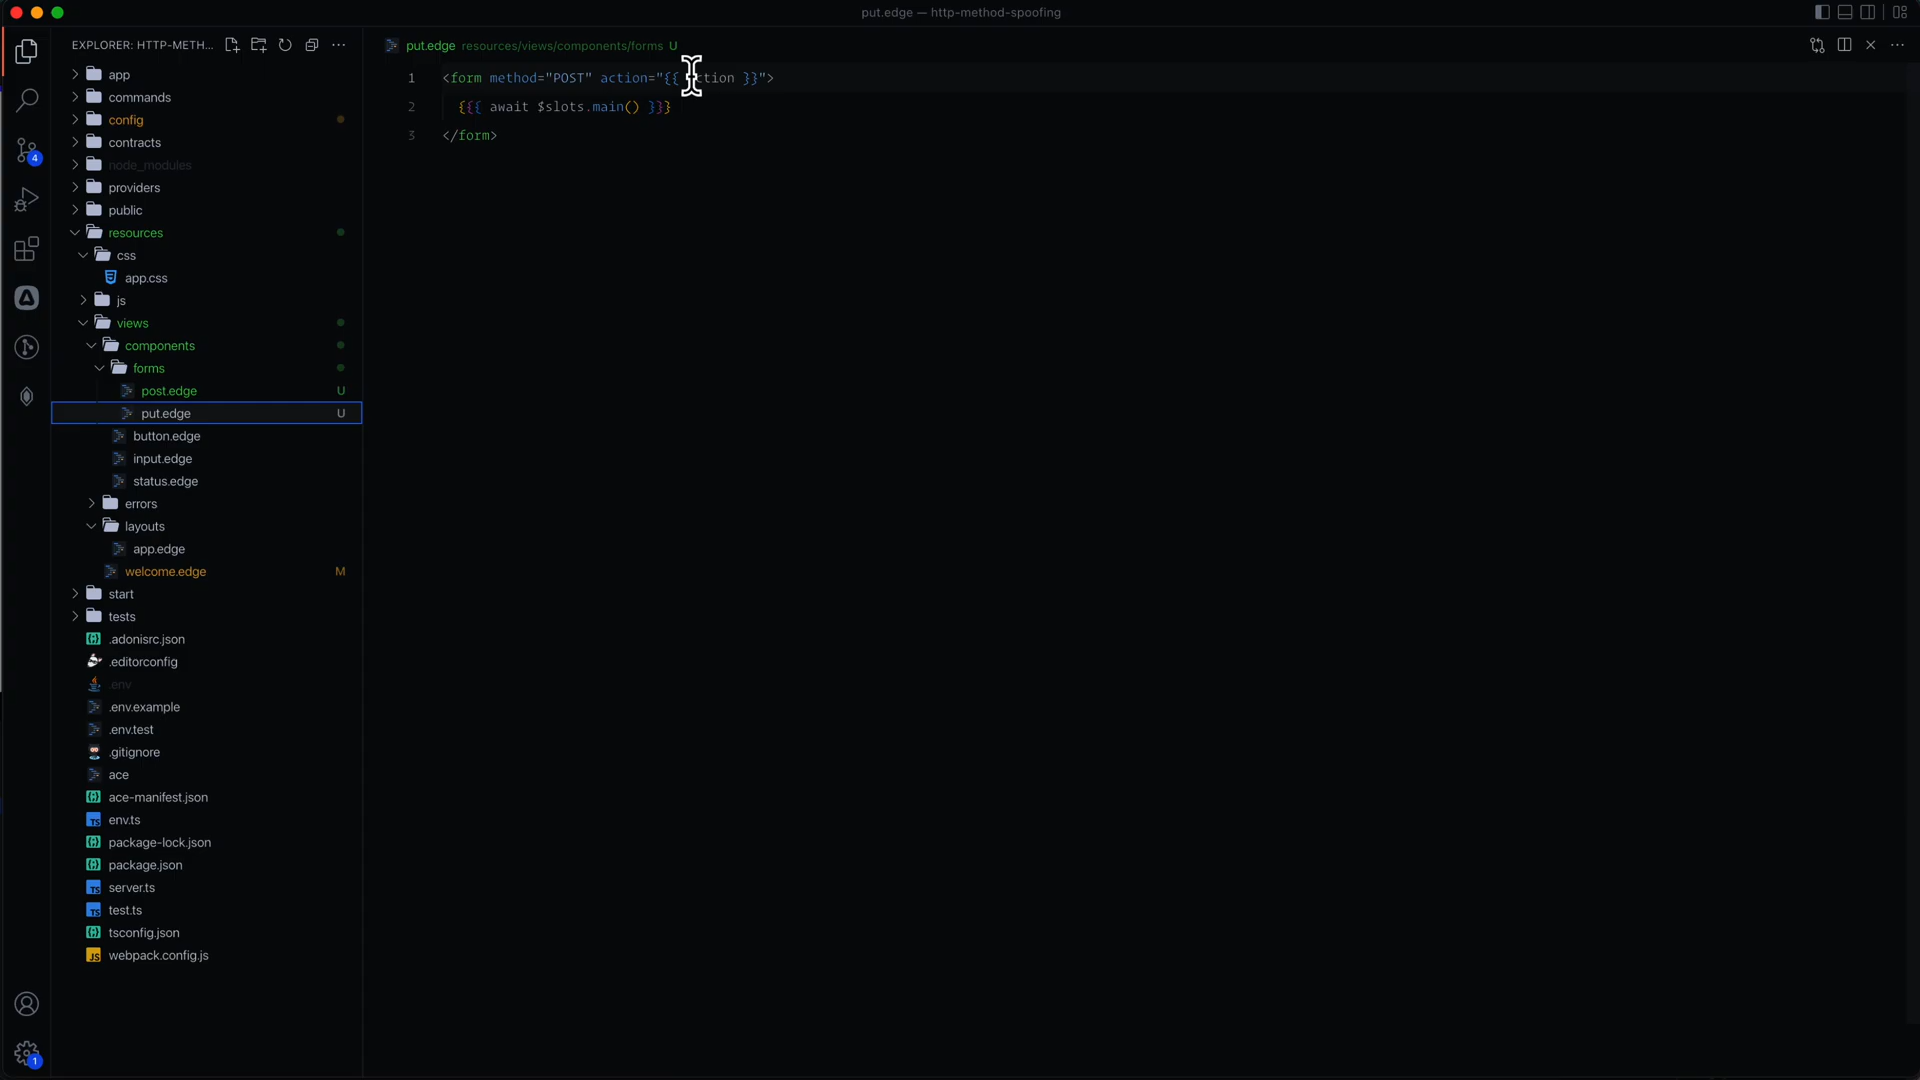 put.edge — http-method-spoofing
EXPLORER: HTTP-METH...
put.edge resources/views/components/forms U
app
commands
config
contracts
node_modules
providers
public
resources
css
app.css
js
views
components
forms
post.edge U
put.edge U
button.edge
input.edge
status.edge
errors
layouts
app.edge
welcome.edge M
start
tests
.adonisrc.json
.editorconfig
.env
.env.example
.env.test
.gitignore
ace
ace-manifest.json
env.ts
package-lock.json
package.json
server.ts
test.ts
tsconfig.json
webpack.config.js
4
1
1 <form method="POST" action="{{ action }}">
2 {{{ await $slots.main() }}}
3 </form>